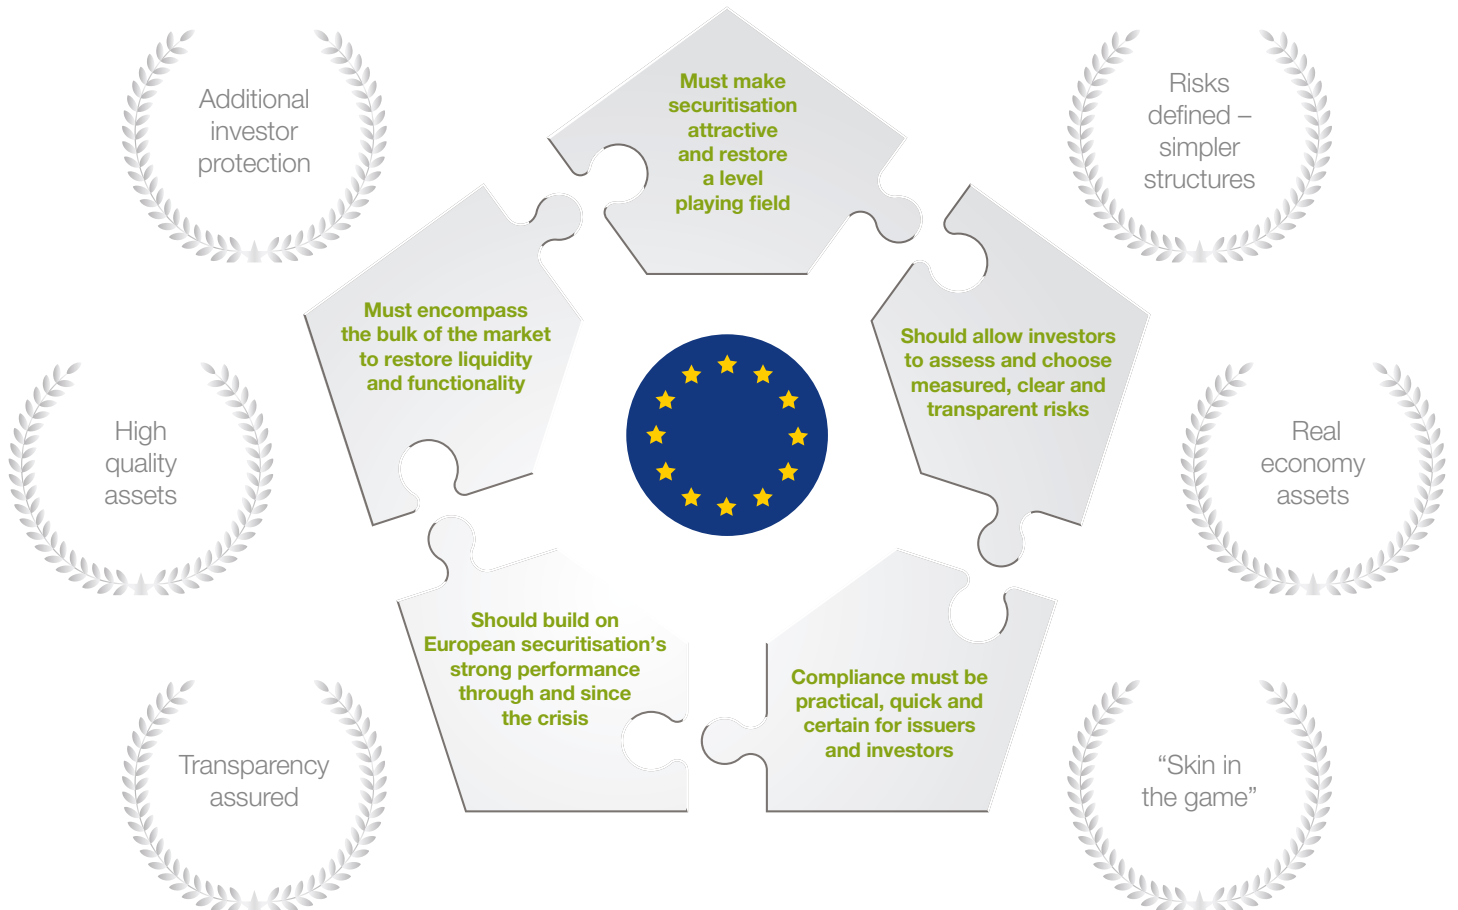 Additional
investor
protection
Must make
securitisation
attractive
and restore
a level
playing field
Risks
defined –
simpler
structures
Must encompass
the bulk of the market
to restore liquidity
and functionality
Should allow investors
to assess and choose
measured, clear and
transparent risks
High
quality
assets
Real
economy
assets
Should build on
European securitisation’s
strong performance
through and since
the crisis
Compliance must be
practical, quick and
certain for issuers
and investors
Transparency
assured
“Skin in
the game”